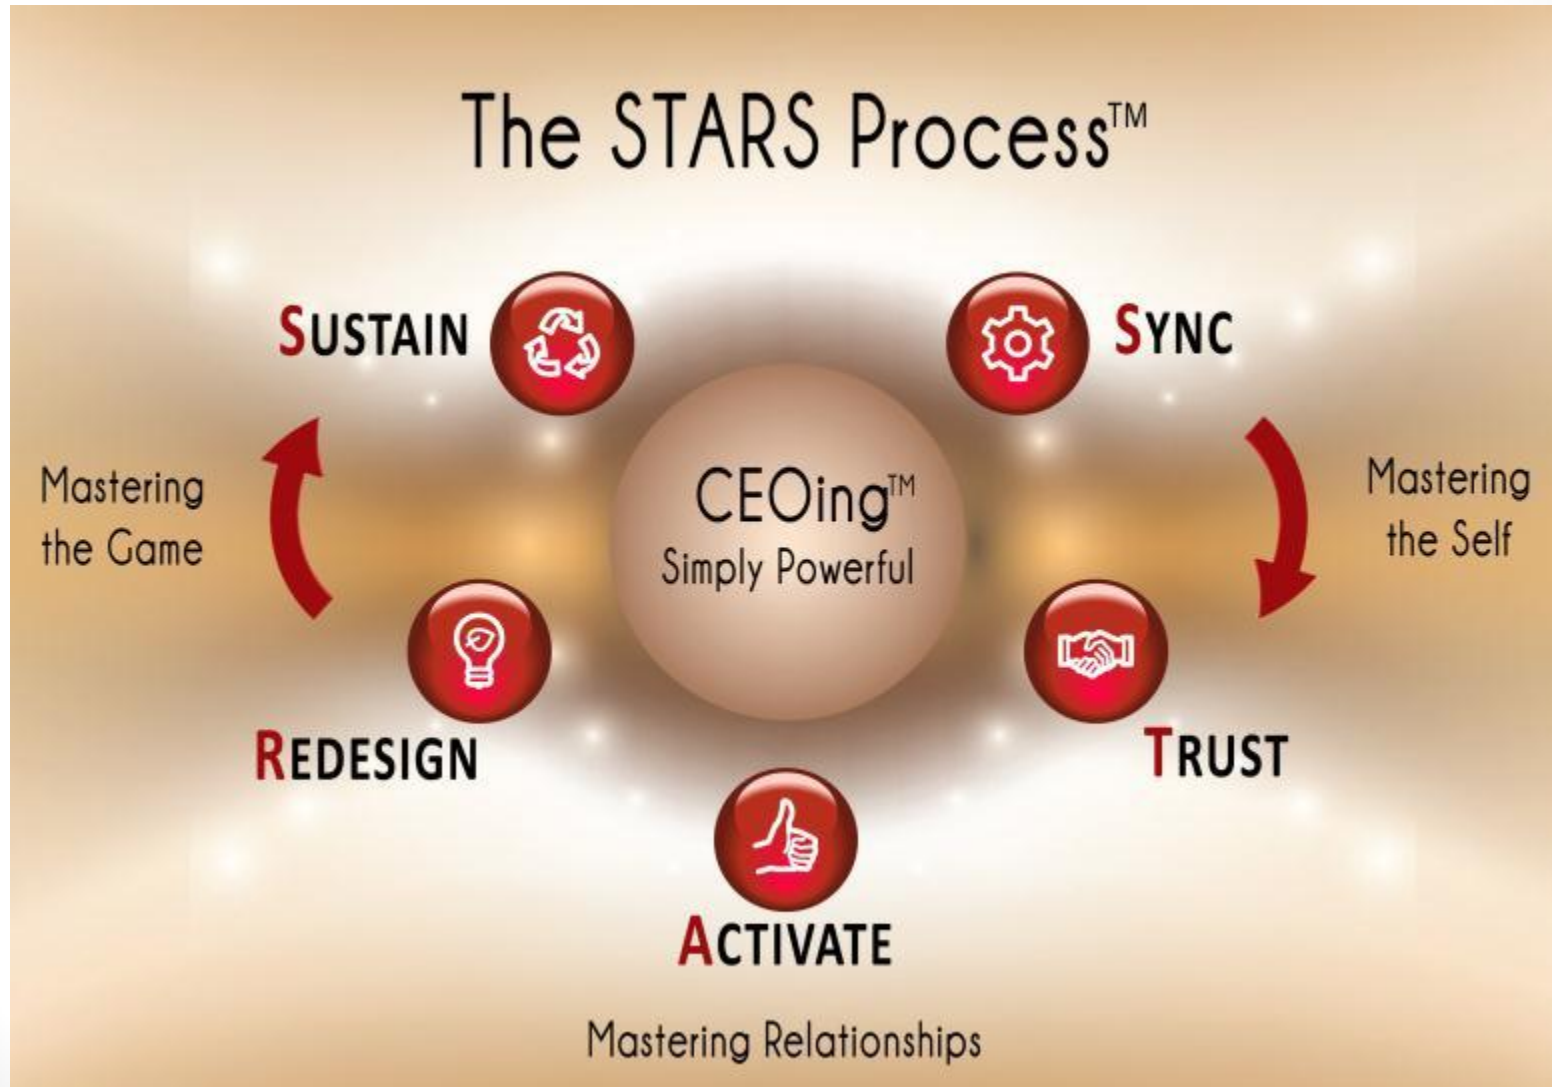 The STARS Process™
SUSTAIN
SYNC
Mastering
the Game
CEOing™
Simply Powerful
Mastering
the Self
REDESIGN
TRUST
ACTIVATE
Mastering Relationships